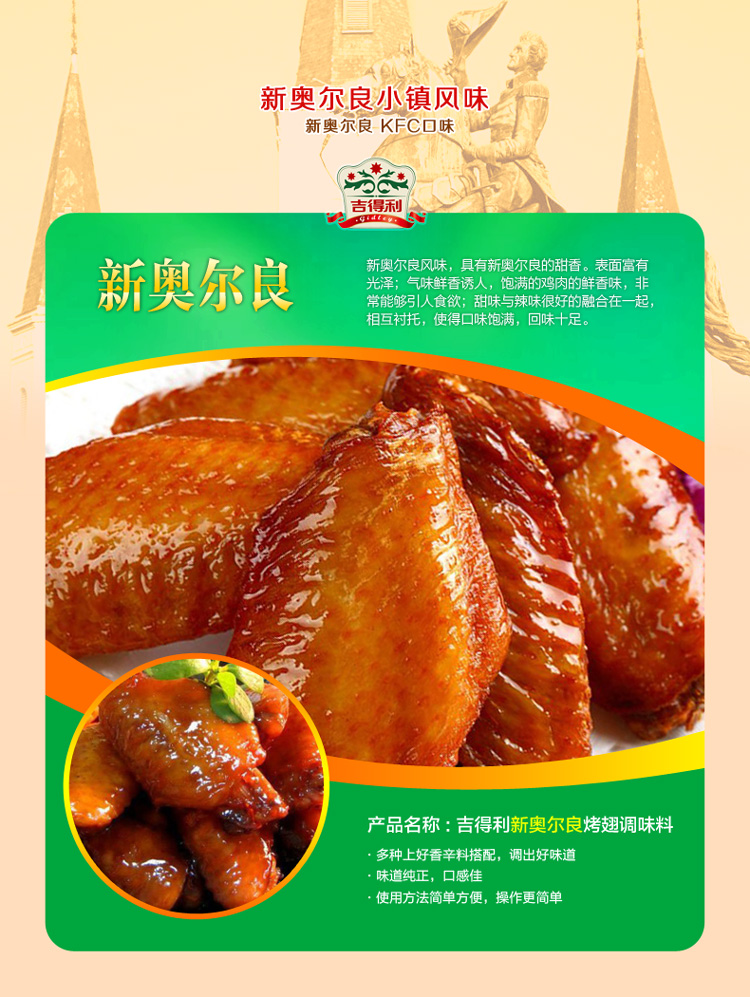 新奥尔良小镇风味
新奥尔良 KFC口味
吉得利
Gidley
新奥尔良
新奥尔良风味，具有新奥尔良的甜香。表面富有
光泽；气味鲜香诱人，饱满的鸡肉的鲜香味，非
常能够引人食欲；甜味与辣味很好的融合在一起，
相互衬托，使得口味饱满，回味十足。
产品名称：吉得利新奥尔良烤翅调味料
· 多种上好香辛料搭配，调出好味道
· 味道纯正，口感佳
· 使用方法简单方便，操作更简单